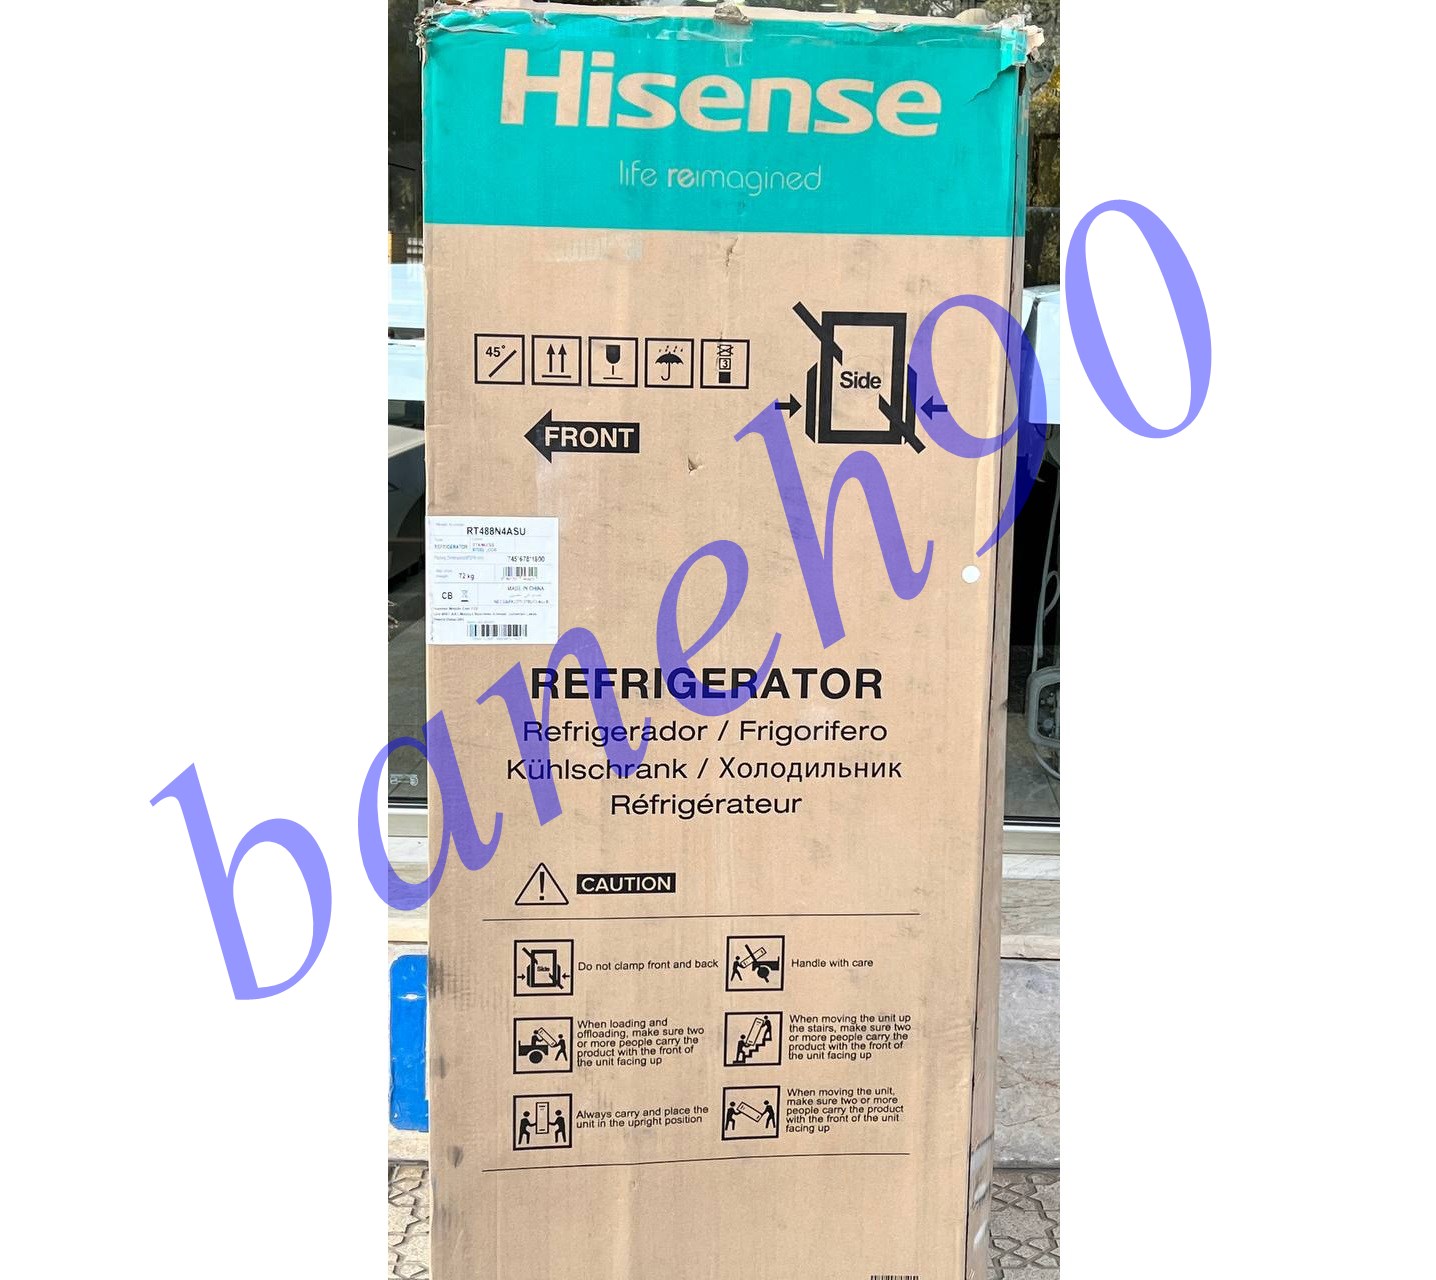 Hisense
life reimagined
45°
3
Side
FRONT
RT488N4ASU
REFRIGERATOR
72 kg
CB
MADE IN CHINA
baneh90
REFRIGERATOR
Refrigerador / Frigorifero
Kühlschrank / Холодильник
Réfrigérateur
CAUTION
Side
Do not clamp front and back
Handle with care
When loading and
offloading, make sure two
or more people carry the
product with the front of
the unit facing up
When moving the unit up
the stairs, make sure two
or more people carry the
product with the front of
the unit facing up
Always carry and place the
unit in the upright position
When moving the unit,
make sure two or more
people carry the product
with the front of the unit
facing up